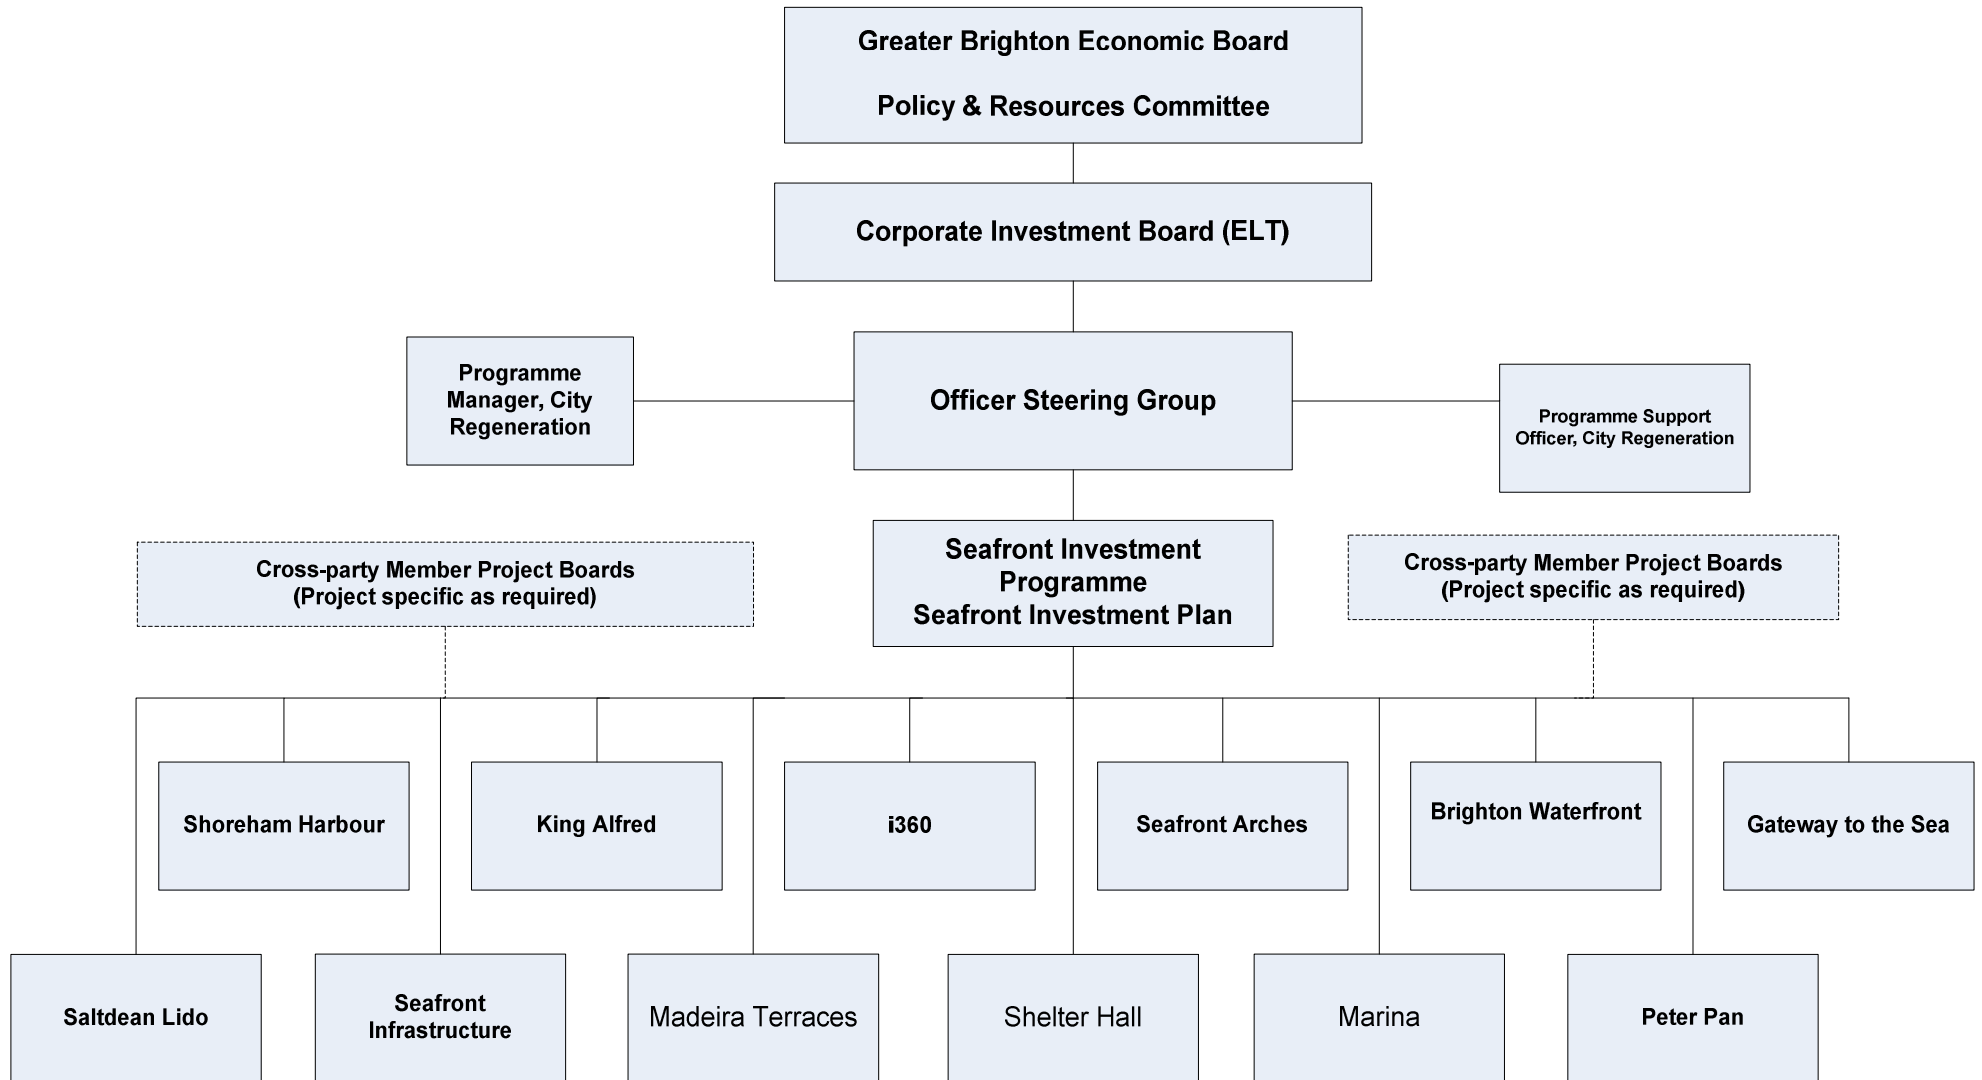 Greater Brighton Economic Board
Policy & Resources Committee
Corporate Investment Board (ELT)
Programme
Manager, City
Regeneration
Officer Steering Group
Programme Support
Officer, City Regeneration
Cross-party Member Project Boards
(Project specific as required)
Seafront Investment
Programme
Seafront Investment Plan
Cross-party Member Project Boards
(Project specific as required)
Shoreham Harbour
King Alfred
i360
Seafront Arches
Brighton Waterfront
Gateway to the Sea
Saltdean Lido
Seafront
Infrastructure
Madeira Terraces
Shelter Hall
Marina
Peter Pan